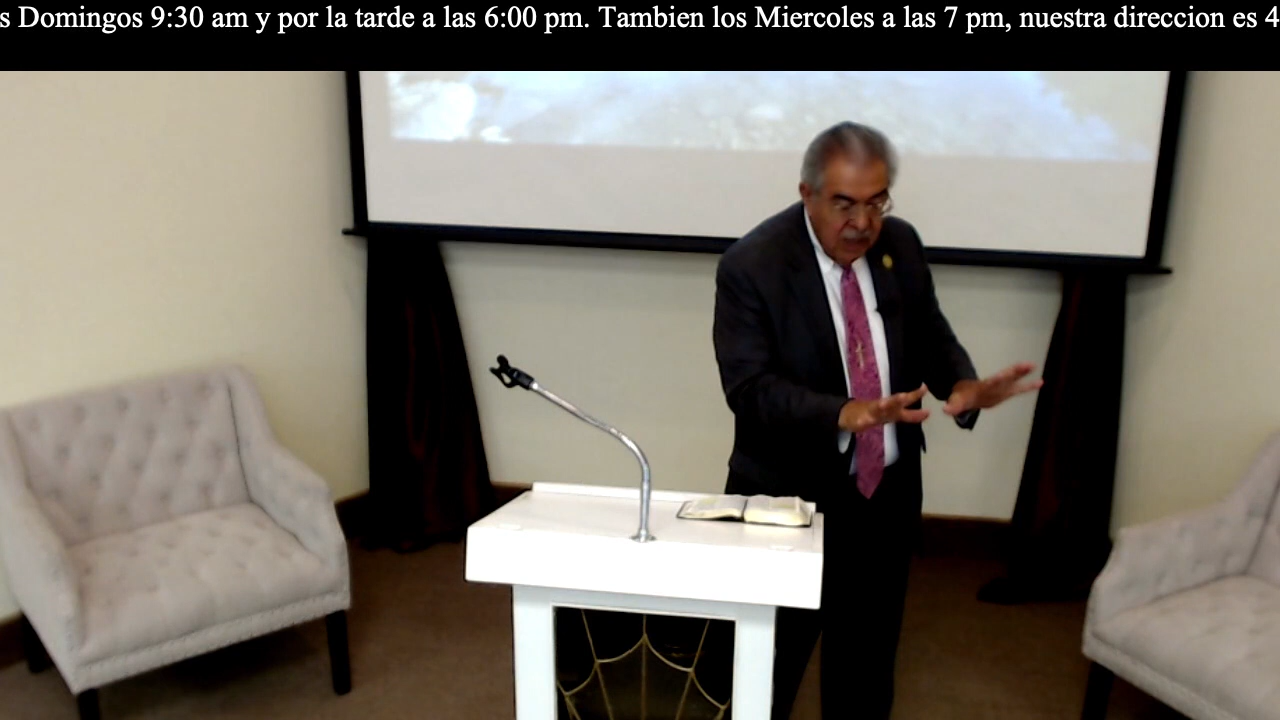 s Domingos 9:30 am y por la tarde a las 6:00 pm. Tambien los Miercoles a las 7 pm, nuestra direccion es 4